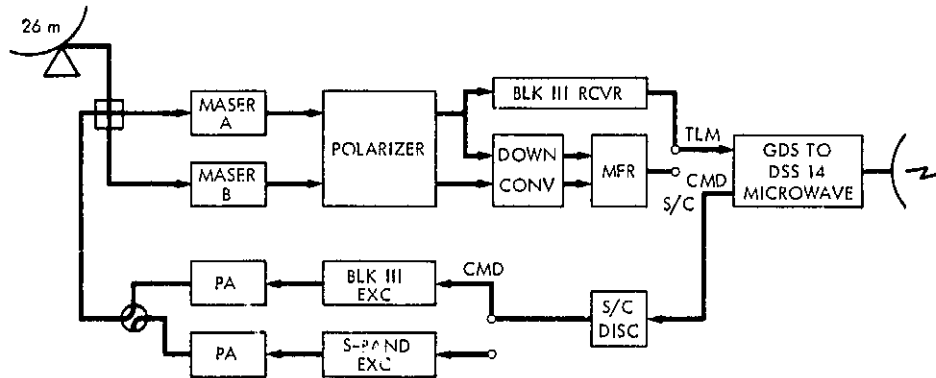 26 m
MASER
A
MASER
B
POLARIZER
BLK III RCVR
DOWN
CONV
MFR
TLM
CMD
S/C
GDS TO
DSS 14
MICROWAVE
PA
BLK III
EXC
CMD
S/C
DISC
PA
S-BAND
EXC